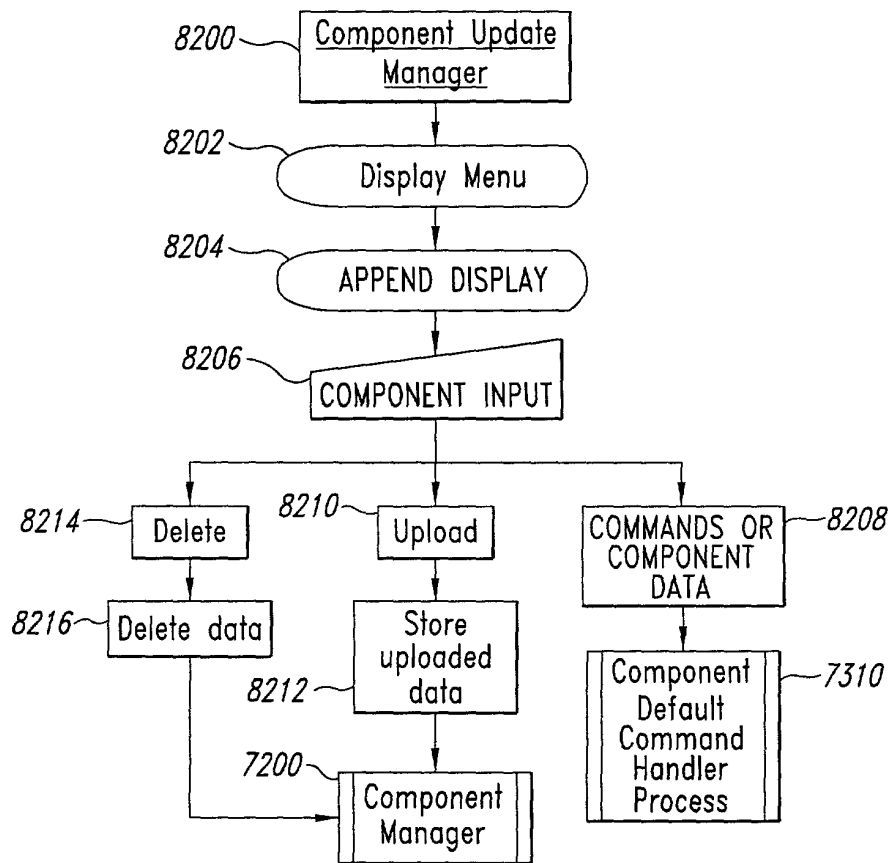 8200
Component Update
Manager
8202
Display Menu
8204
APPEND DISPLAY
8206
COMPONENT INPUT
8214
Delete
8210
Upload
COMMANDS OR
COMPONENT
DATA
8208
8216
Delete data
Store
uploaded
data
8212
Component
Default
Command
Handler
Process
7310
7200
Component
Manager